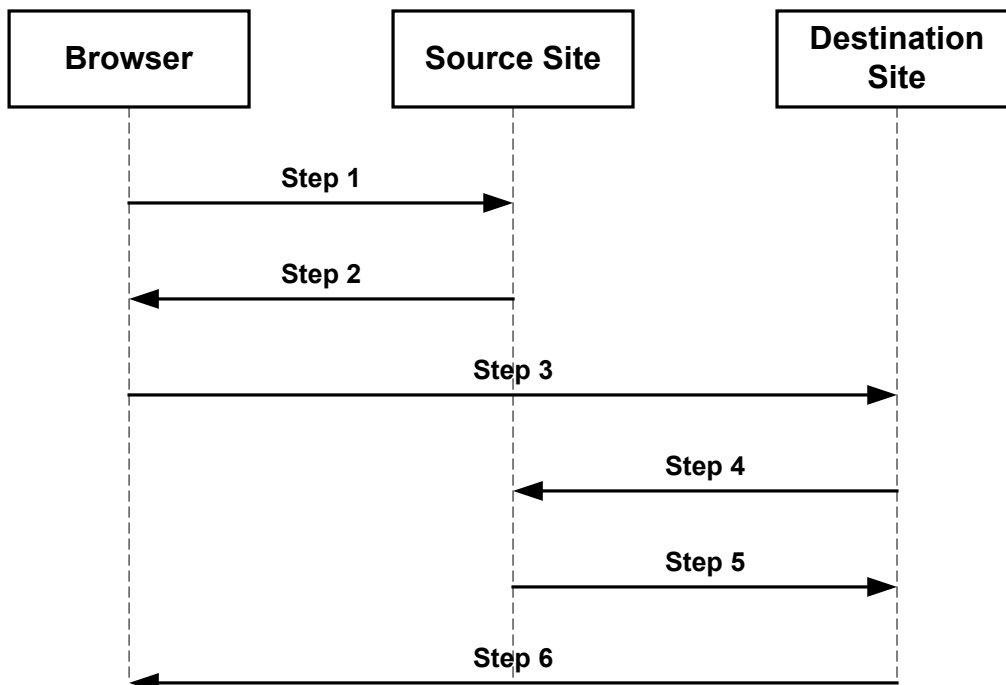 Browser
Source Site
Destination
Site
Step 1
Step 2
Step 3
Step 4
Step 5
Step 6